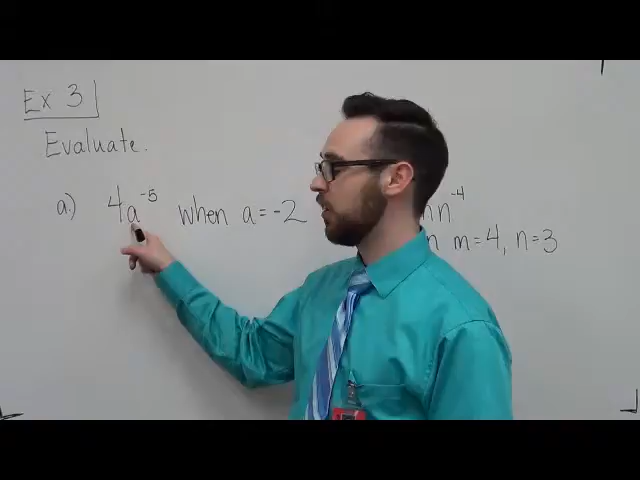 Ex 3
Evaluate.
a) 4a⁻⁵ when a = -2
n⁻⁴
m = 4, n = 3